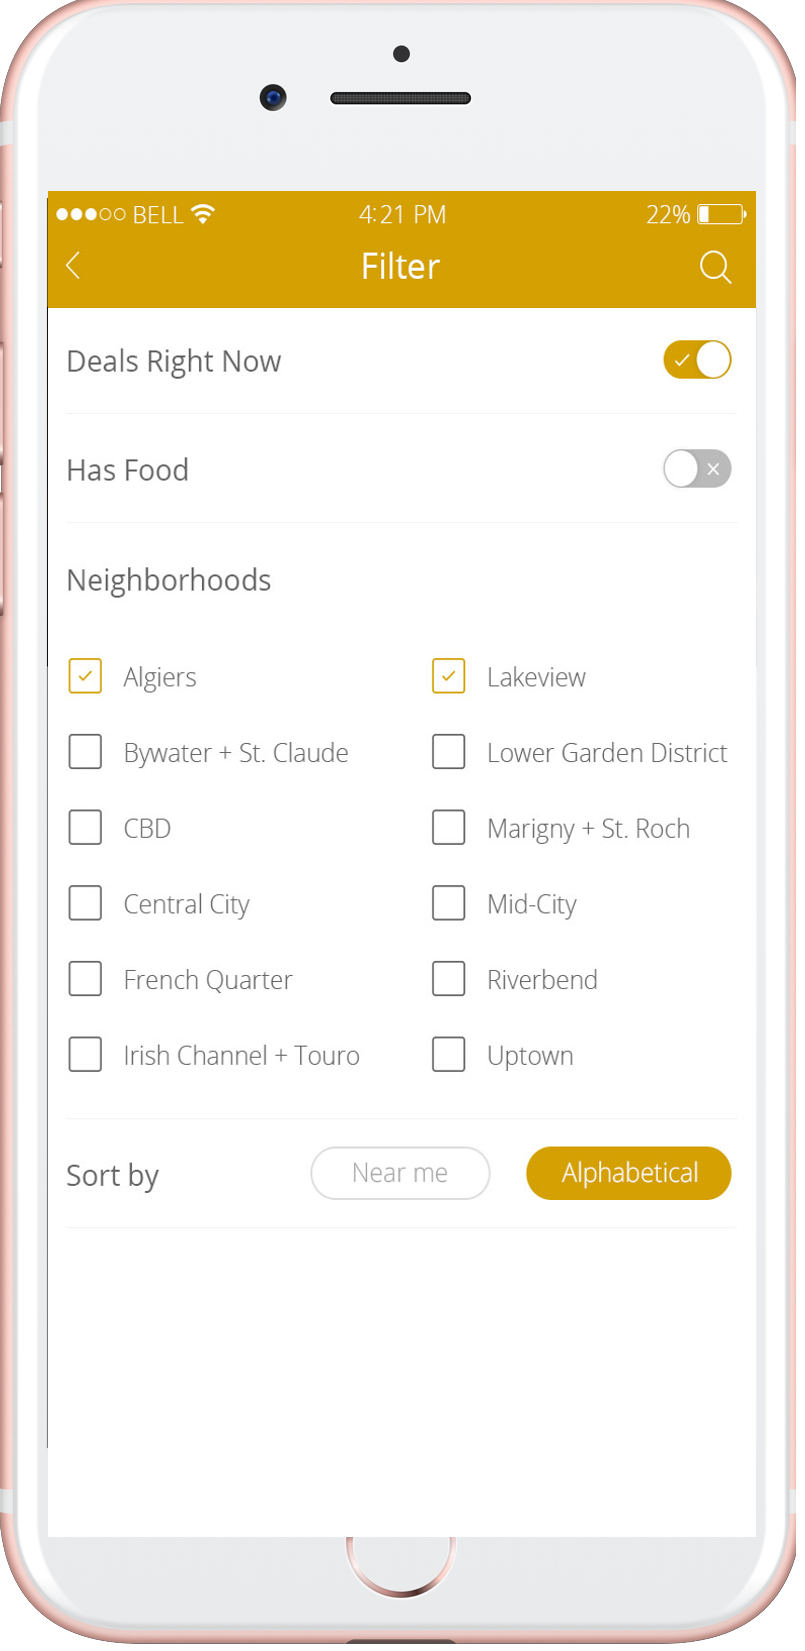 BELL 4:21 PM 22%
Filter
Deals Right Now
Has Food
Neighborhoods
Algiers Lakeview
Bywater + St. Claude Lower Garden District
CBD Marigny + St. Roch
Central City Mid-City
French Quarter Riverbend
Irish Channel + Touro Uptown
Sort by Near me Alphabetical